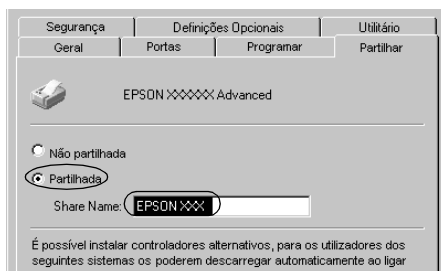 Segurança Definições Opcionais Utilitário
Geral Portas Programar Partilhar
EPSON XXXXXX Advanced
Não partilhada
Partilhada
Share Name: EPSON XXX
É possível instalar controladores alternativos, para os utilizadores dos
seguintes sistemas os poderem descarregar automaticamente ao ligar